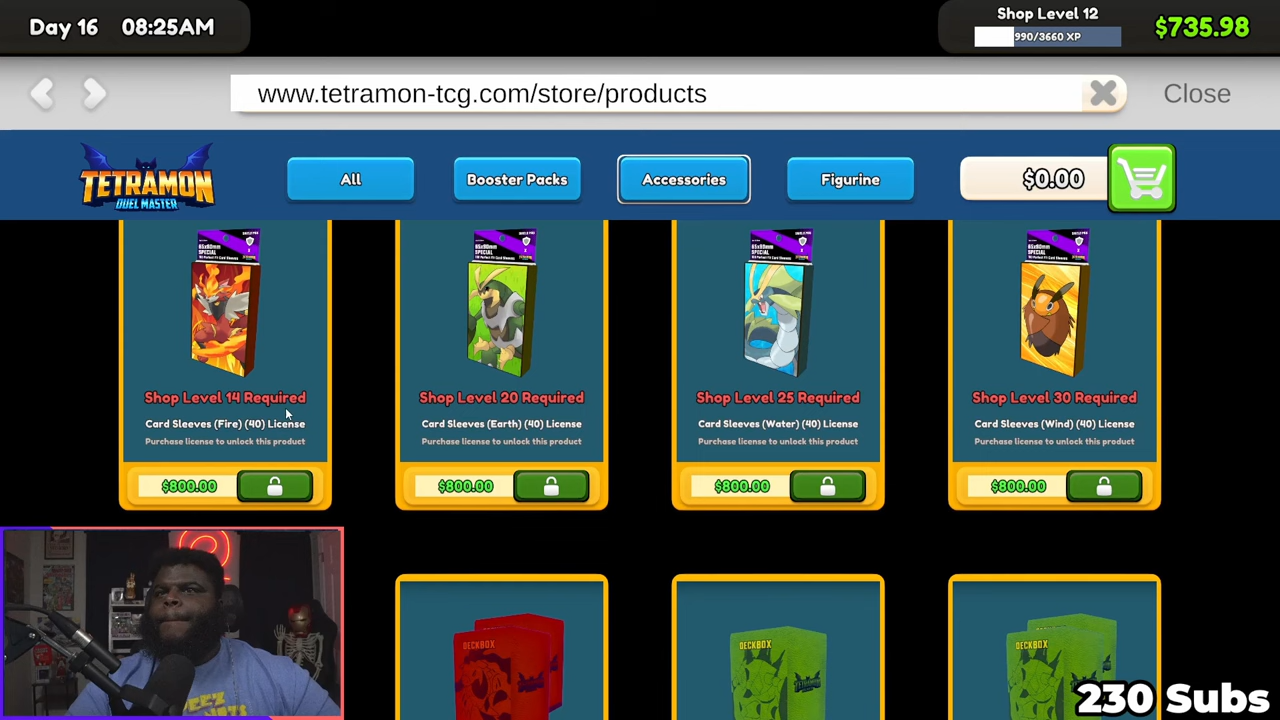 Day 16 08:25AM
Shop Level 12
990/3660 XP
$735.98
www.tetramon-tcg.com/store/products
Close
TETRAMON
DUEL MASTER
All
Booster Packs
Accessories
Figurine
$0.00
SPECIAL
SPECIAL
SPECIAL
SPECIAL
Shop Level 14 Required
Shop Level 20 Required
Shop Level 25 Required
Shop Level 30 Required
Card Sleeves (Fire) (40) License
Card Sleeves (Earth) (40) License
Card Sleeves (Water) (40) License
Card Sleeves (Wind) (40) License
Purchase license to unlock this product
Purchase license to unlock this product
Purchase license to unlock this product
Purchase license to unlock this product
$800.00
$800.00
$800.00
$800.00
DECKBOX
DECKBOX
DECKBOX
230 Subs